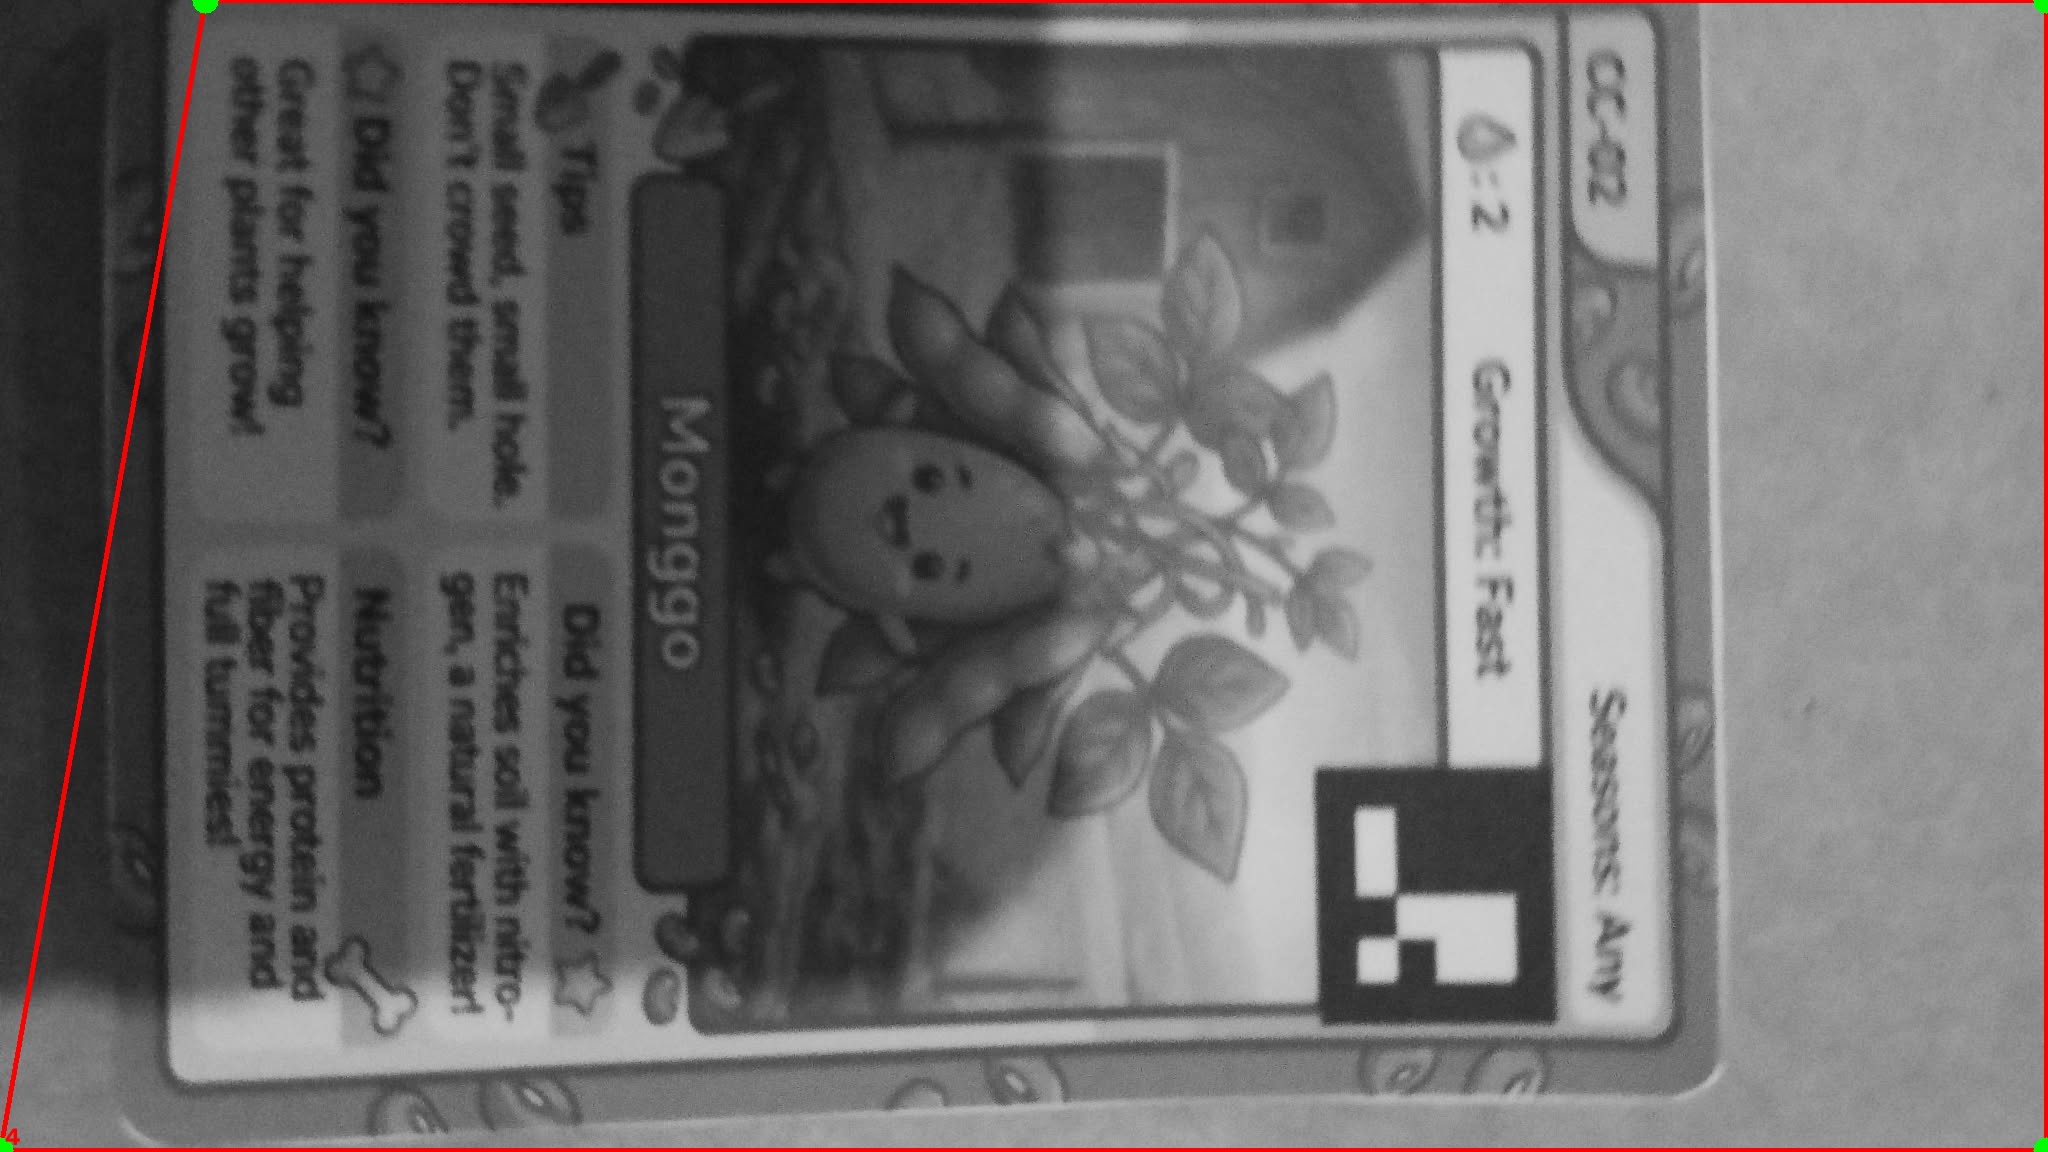 CC-02
Seasons: Any
: 2
Growth: Fast
Monggo
Tips
Small seed, small hole.
Don't crowd them.
Did you know?
Enriches soil with nitro-
gen, a natural fertilizer!
Did you know?
Great for helping
other plants grow!
Nutrition
Provides protein and
fiber for energy and
full tummies!
4